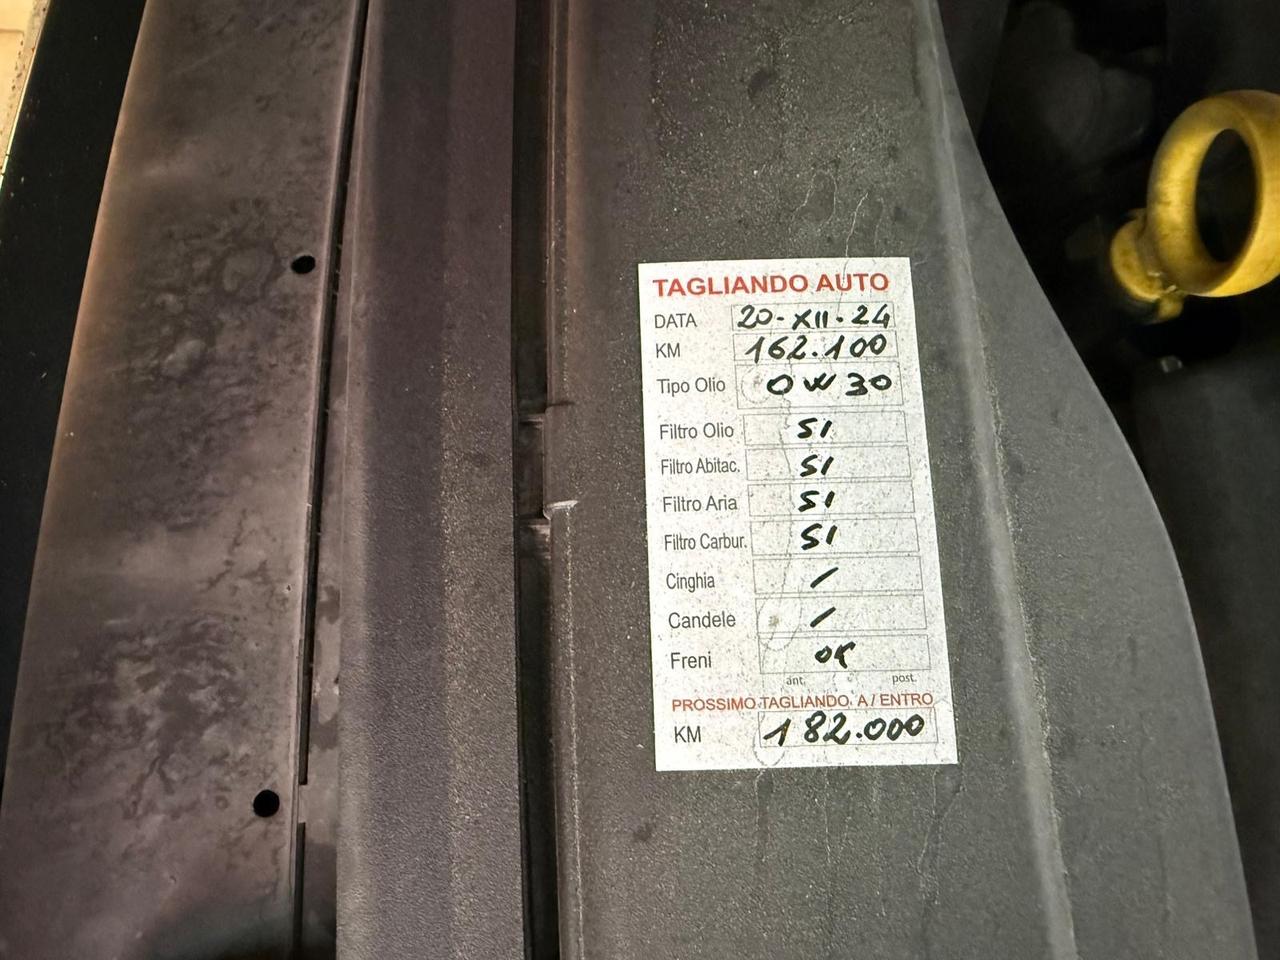 TAGLIANDO AUTO
DATA 20-XII-24
KM 162.100
Tipo Olio 0W30
Filtro Olio SI
Filtro Abitac. SI
Filtro Aria SI
Filtro Carbur. SI
Cinghia /
Candele /
Freni OK
ant. post.
PROSSIMO TAGLIANDO A / ENTRO
KM 182.000